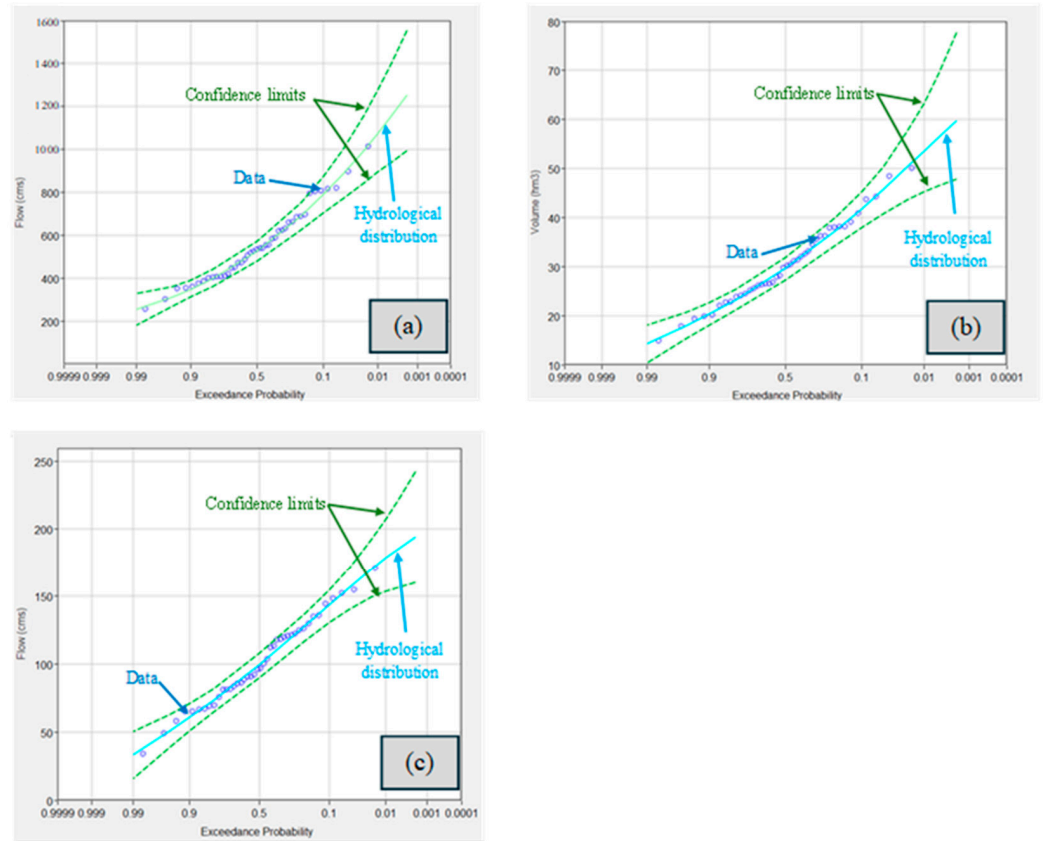 1600
1400
1200
1000
800
600
400
200
Flow (cms)
Confidence limits
Data
Hydrological
distribution
(a)
0.9999 0.999 0.99 0.9 0.5 0.1 0.01 0.001 0.0001
Exceedance Probability
80
70
60
50
40
30
20
10
Volume (hm3)
Confidence limits
Data
Hydrological
distribution
(b)
0.9999 0.999 0.99 0.9 0.5 0.1 0.01 0.001 0.0001
Exceedance Probability
250
200
150
100
50
0
Flow (cms)
Confidence limits
Data
Hydrological
distribution
(c)
0.9999 0.999 0.99 0.9 0.5 0.1 0.01 0.001 0.0001
Exceedance Probability